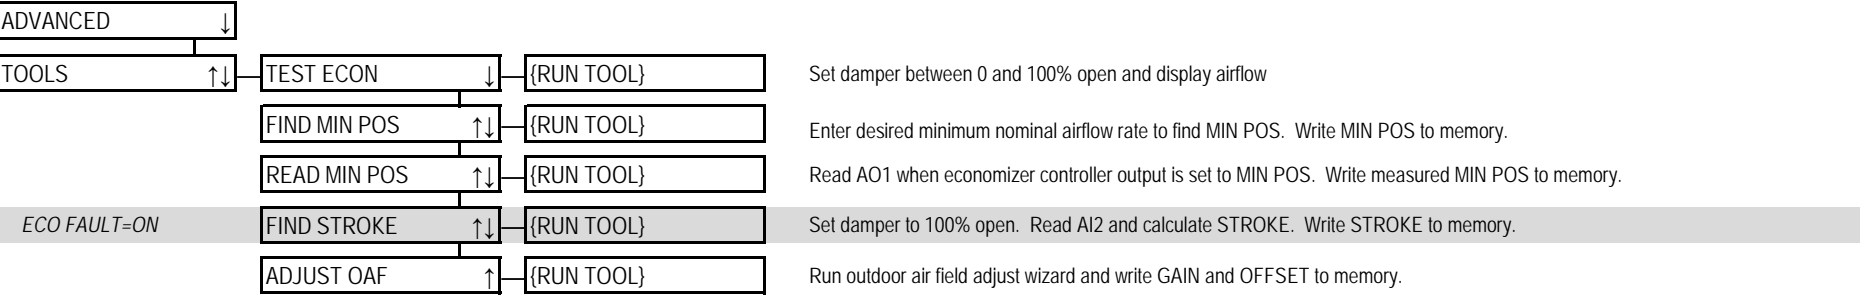 ADVANCED ↓
TOOLS ↑↓ TEST ECON ↓ {RUN TOOL} Set damper between 0 and 100% open and display airflow
FIND MIN POS ↑↓ {RUN TOOL} Enter desired minimum nominal airflow rate to find MIN POS. Write MIN POS to memory.
READ MIN POS ↑↓ {RUN TOOL} Read AO1 when economizer controller output is set to MIN POS. Write measured MIN POS to memory.
ECO FAULT=ON FIND STROKE ↑↓ {RUN TOOL} Set damper to 100% open. Read AI2 and calculate STROKE. Write STROKE to memory.
ADJUST OAF ↑ {RUN TOOL} Run outdoor air field adjust wizard and write GAIN and OFFSET to memory.